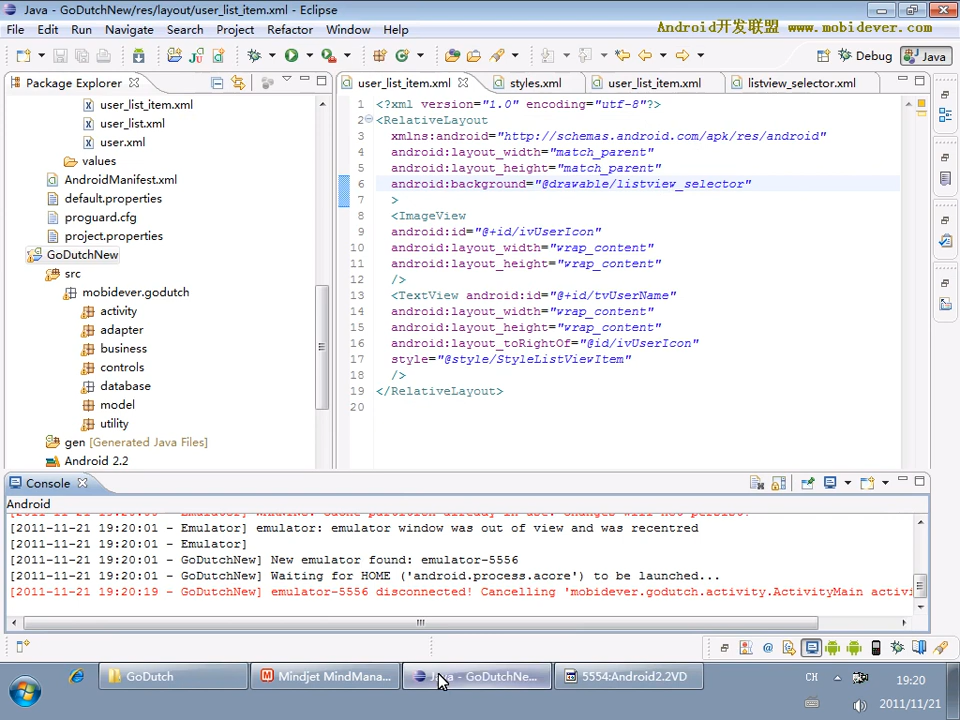 Java - GoDutchNew/res/layout/user_list_item.xml - Eclipse
File Edit Run Navigate Search Project Refactor Window Help
Android开发联盟 www.mobidever.com
Debug Java
Package Explorer
user_list_item.xml styles.xml user_list_item.xml listview_selector.xml
user_list_item.xml
user_list.xml
user.xml
values
AndroidManifest.xml
default.properties
proguard.cfg
project.properties
GoDutchNew
src
mobidever.godutch
activity
adapter
business
controls
database
model
utility
gen [Generated Java Files]
Android 2.2
1 <?xml version="1.0" encoding="utf-8"?>
2 <RelativeLayout
3 xmlns:android="http://schemas.android.com/apk/res/android"
4 android:layout_width="match_parent"
5 android:layout_height="match_parent"
6 android:background="@drawable/listview_selector"
7 >
8 <ImageView
9 android:id="@+id/ivUserIcon"
10 android:layout_width="wrap_content"
11 android:layout_height="wrap_content"
12 />
13 <TextView android:id="@+id/tvUserName"
14 android:layout_width="wrap_content"
15 android:layout_height="wrap_content"
16 android:layout_toRightOf="@id/ivUserIcon"
17 style="@style/StyleListViewItem"
18 />
19 </RelativeLayout>
20
Console
Android
[2011-11-21 19:20:01 - Emulator] emulator: emulator window was out of view and was recentred
[2011-11-21 19:20:01 - Emulator]
[2011-11-21 19:20:01 - GoDutchNew] New emulator found: emulator-5556
[2011-11-21 19:20:01 - GoDutchNew] Waiting for HOME ('android.process.acore') to be launched...
[2011-11-21 19:20:19 - GoDutchNew] emulator-5556 disconnected! Cancelling 'mobidever.godutch.activity.ActivityMain activi
GoDutch
Mindjet MindMana...
Java - GoDutchNe...
5554:Android2.2VD
CH
19:20
2011/11/21